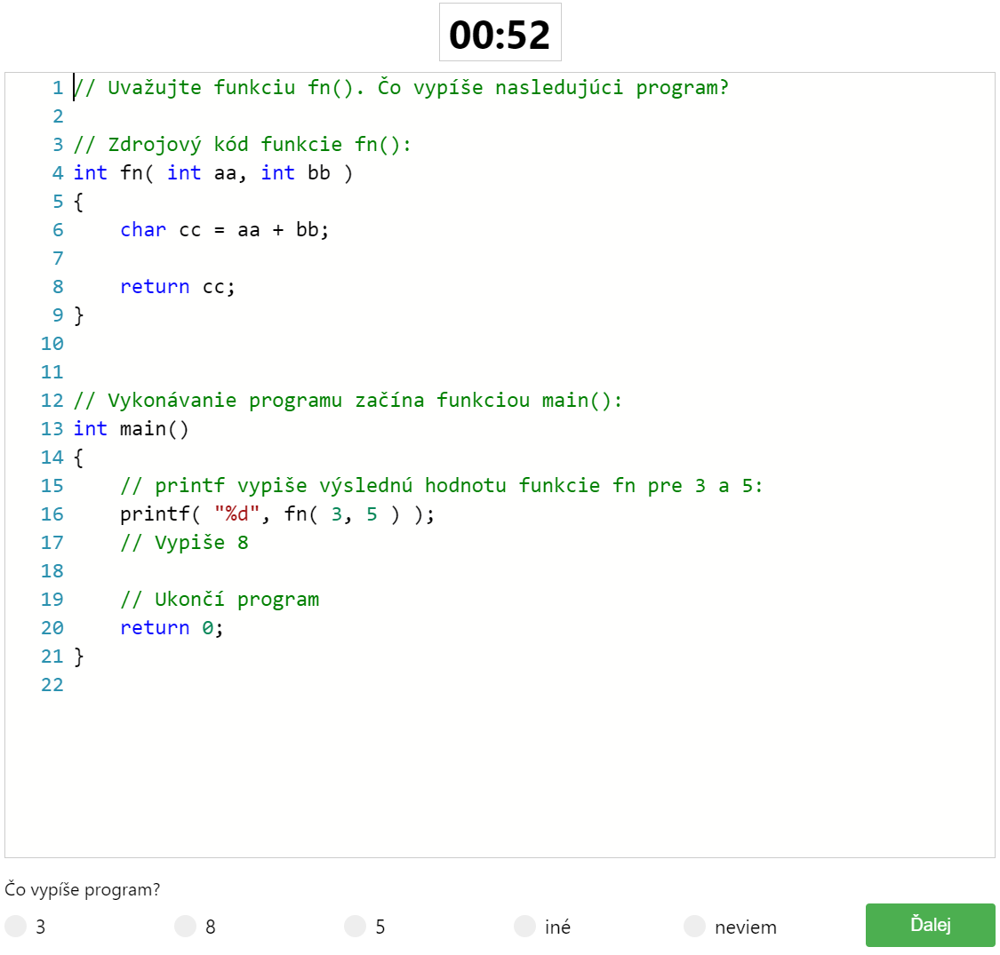 00:52
1 // Uvažujte funkciu fn(). Čo vypíše nasledujúci program?
2
3 // Zdrojový kód funkcie fn():
4 int fn( int aa, int bb )
5 {
6     char cc = aa + bb;
7
8     return cc;
9 }
10
11
12 // Vykonávanie programu začína funkciou main():
13 int main()
14 {
15     // printf vypiše výslednú hodnotu funkcie fn pre 3 a 5:
16     printf( "%d", fn( 3, 5 ) );
17     // Vypiše 8
18
19     // Ukončí program
20     return 0;
21 }
22
Čo vypíše program?
3 8 5 iné neviem Ďalej